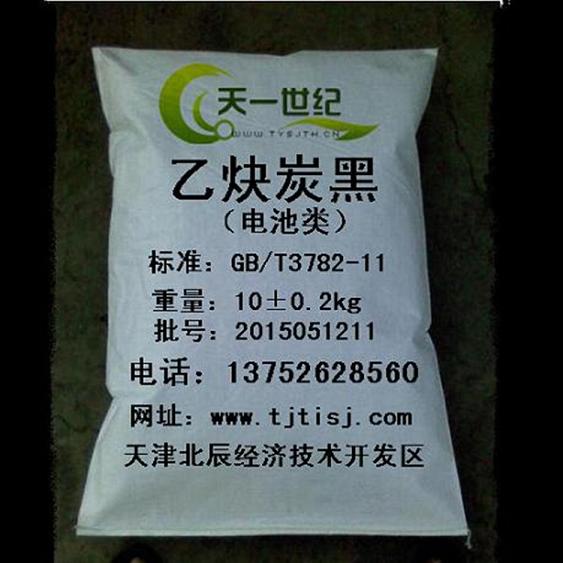 天一世纪
WWW.TYSJTH.CN
乙炔炭黑
（电池类）
标准：GB/T3782-11
重量：10±0.2kg
批号：2015051211
电话：13752628560
网址：www.tjtisj.com
天津北辰经济技术开发区